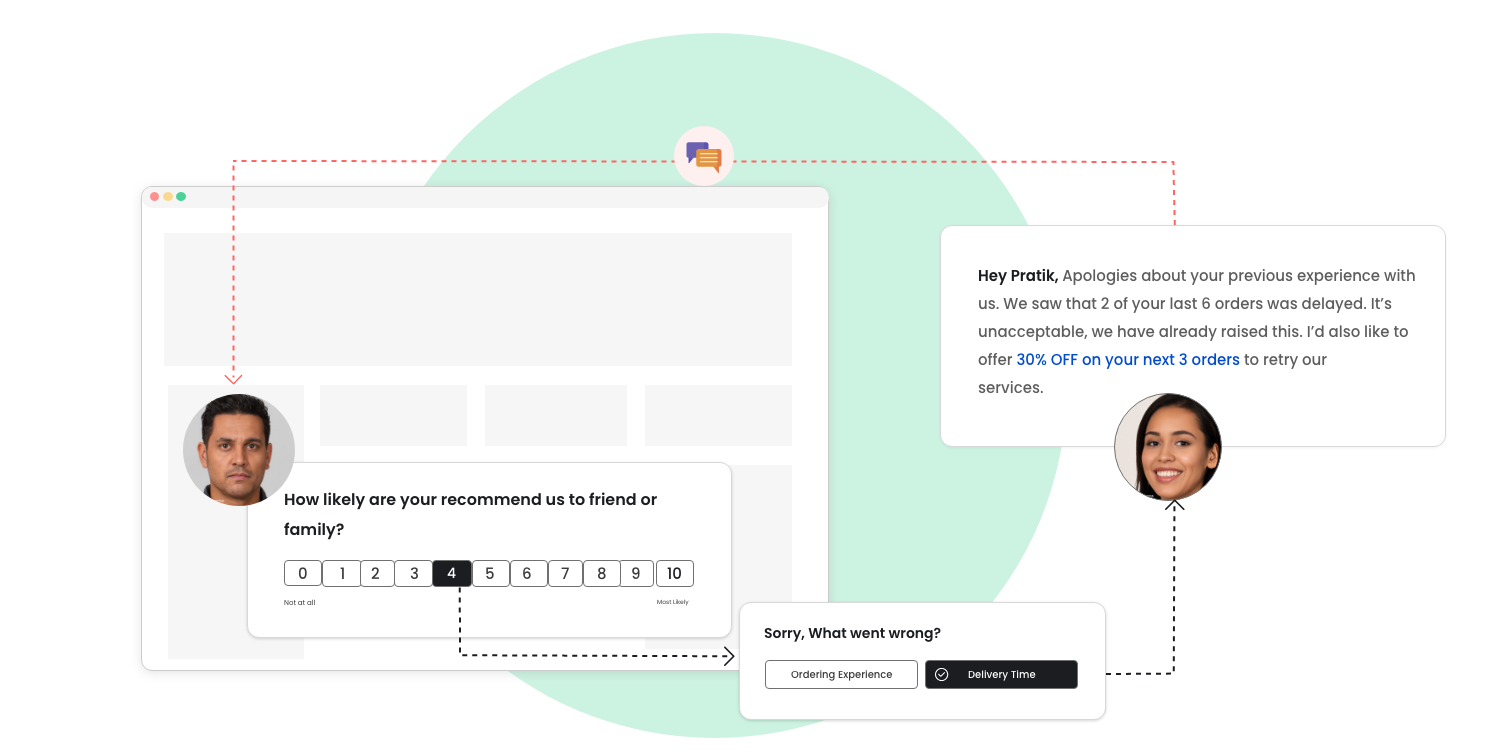 Hey Pratik, Apologies about your previous experience with
us. We saw that 2 of your last 6 orders was delayed. It's
unacceptable, we have already raised this. I'd also like to
offer 30% OFF on your next 3 orders to retry our
services.
How likely are your recommend us to friend or
family?
0 1 2 3 4 5 6 7 8 9 10
Not at all Most Likely
Sorry, What went wrong?
Ordering Experience Delivery Time